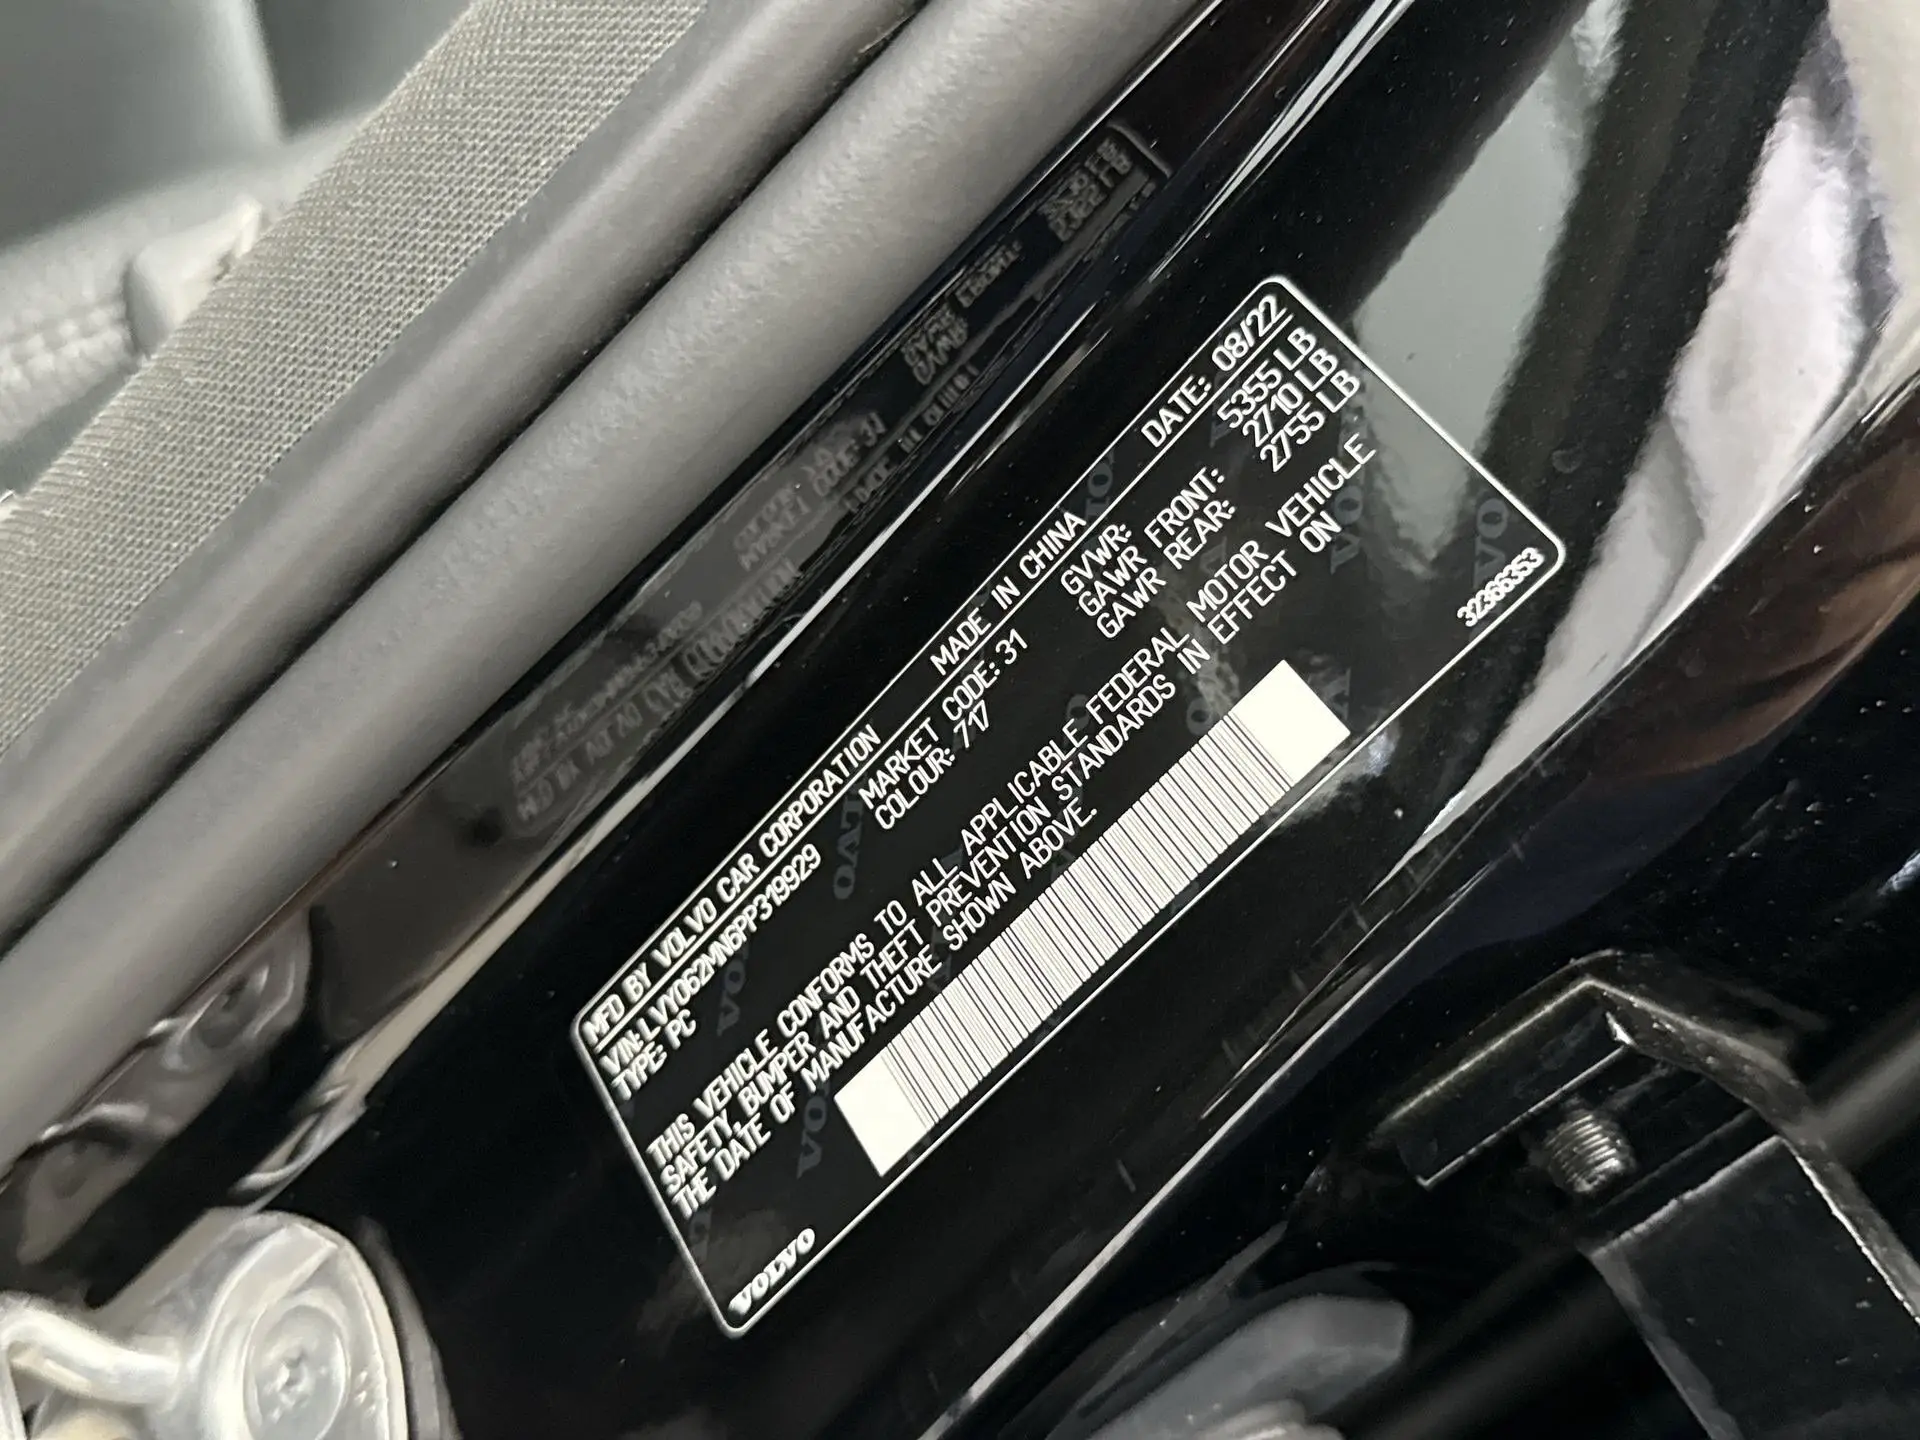 MFD BY VOLVO CAR CORPORATION MADE IN CHINA DATE: 08/22
VIN: LVY062MN6PP319929 MARKET CODE: 31 GVWR: 5355 LB
TYPE: PC COLOUR: 717 GAWR FRONT: 2710 LB
GAWR REAR: 2755 LB
THIS VEHICLE CONFORMS TO ALL APPLICABLE FEDERAL MOTOR VEHICLE
SAFETY, BUMPER AND THEFT PREVENTION STANDARDS IN EFFECT ON
THE DATE OF MANUFACTURE SHOWN ABOVE.
VOLVO 32366353